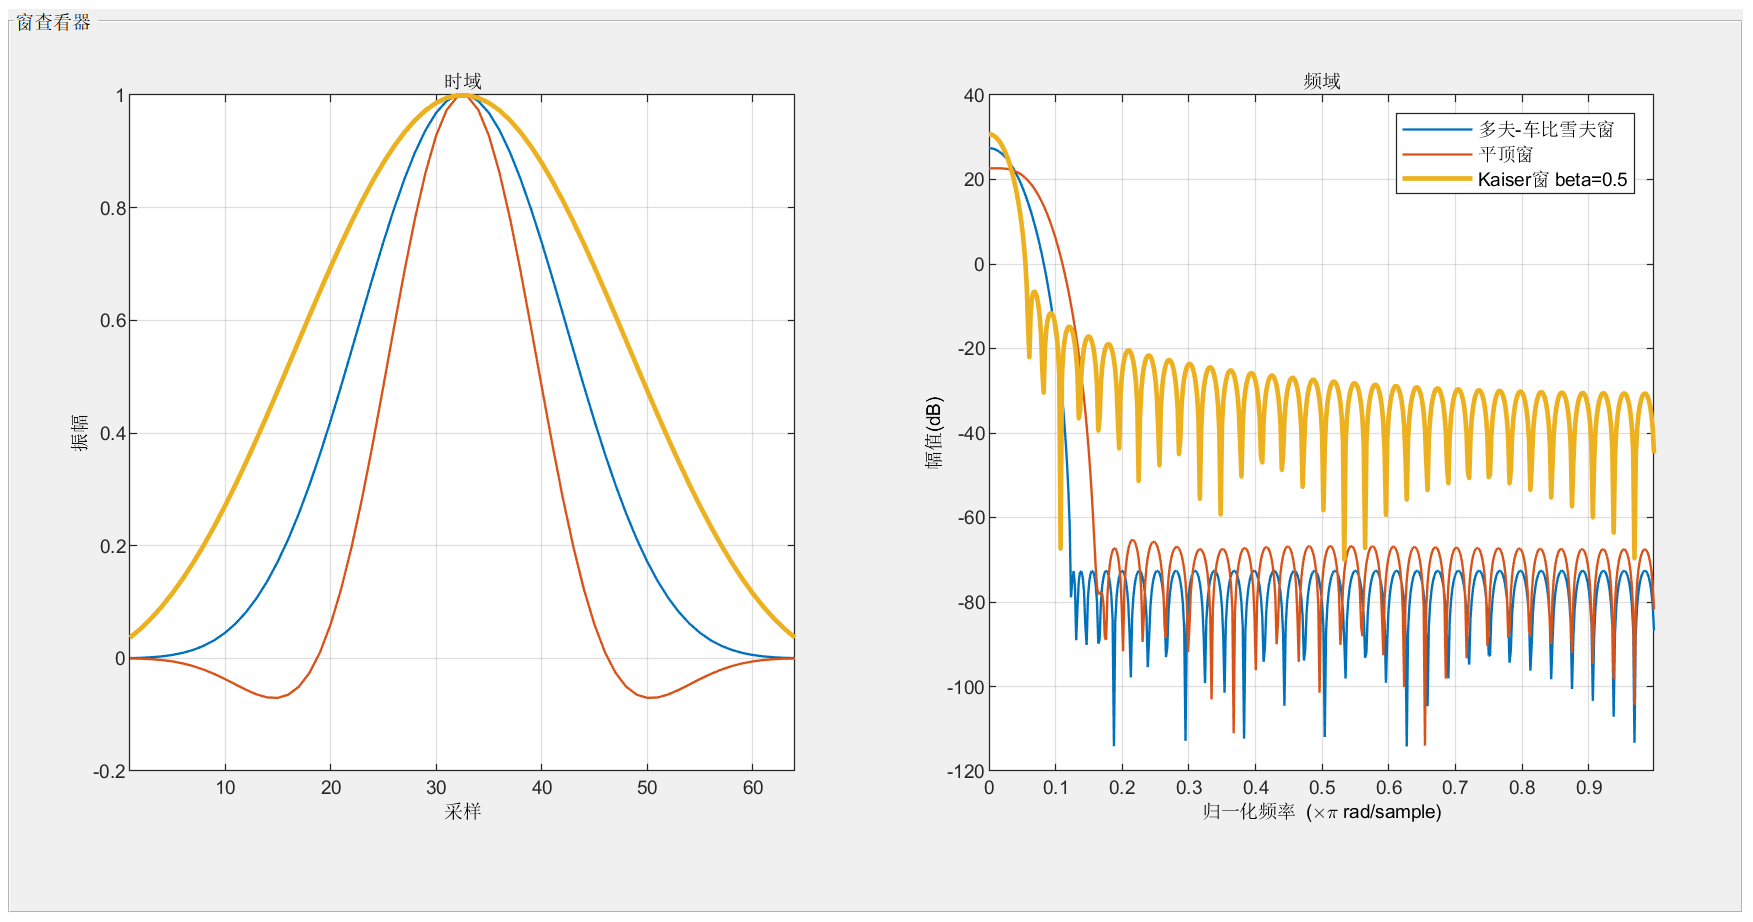 窗查看器
时域
1
0.8
0.6
0.4
0.2
0
-0.2
振幅
10 20 30 40 50 60
采样
频域
40
20
0
-20
-40
-60
-80
-100
-120
幅值(dB)
0 0.1 0.2 0.3 0.4 0.5 0.6 0.7 0.8 0.9
归一化频率 (×π rad/sample)
多夫-车比雪夫窗
平顶窗
Kaiser窗 beta=0.5